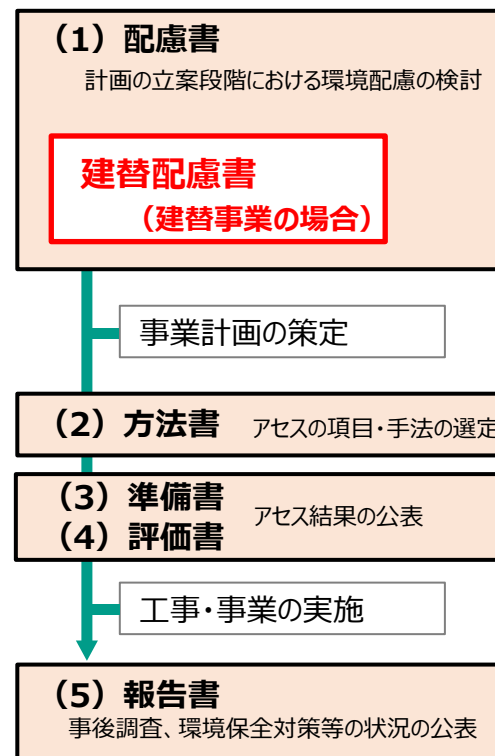 （1）配慮書
計画の立案段階における環境配慮の検討
建替配慮書
（建替事業の場合）
事業計画の策定
（2）方法書 アセスの項目・手法の選定
（3）準備書
（4）評価書
アセス結果の公表
工事・事業の実施
（5）報告書
事後調査、環境保全対策等の状況の公表